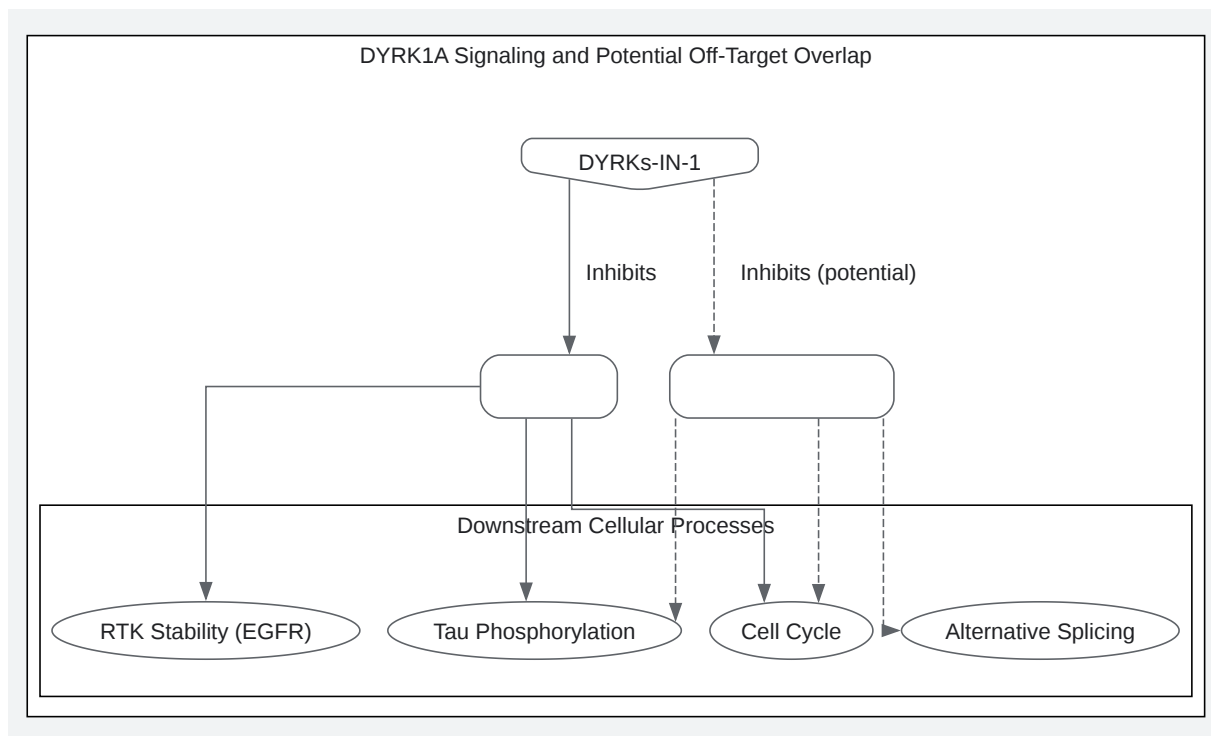 DYRK1A Signaling and Potential Off-Target Overlap
DYRKs-IN-1
Inhibits
Inhibits (potential)
Downstream Cellular Processes
RTK Stability (EGFR)
Tau Phosphorylation
Cell Cycle
Alternative Splicing